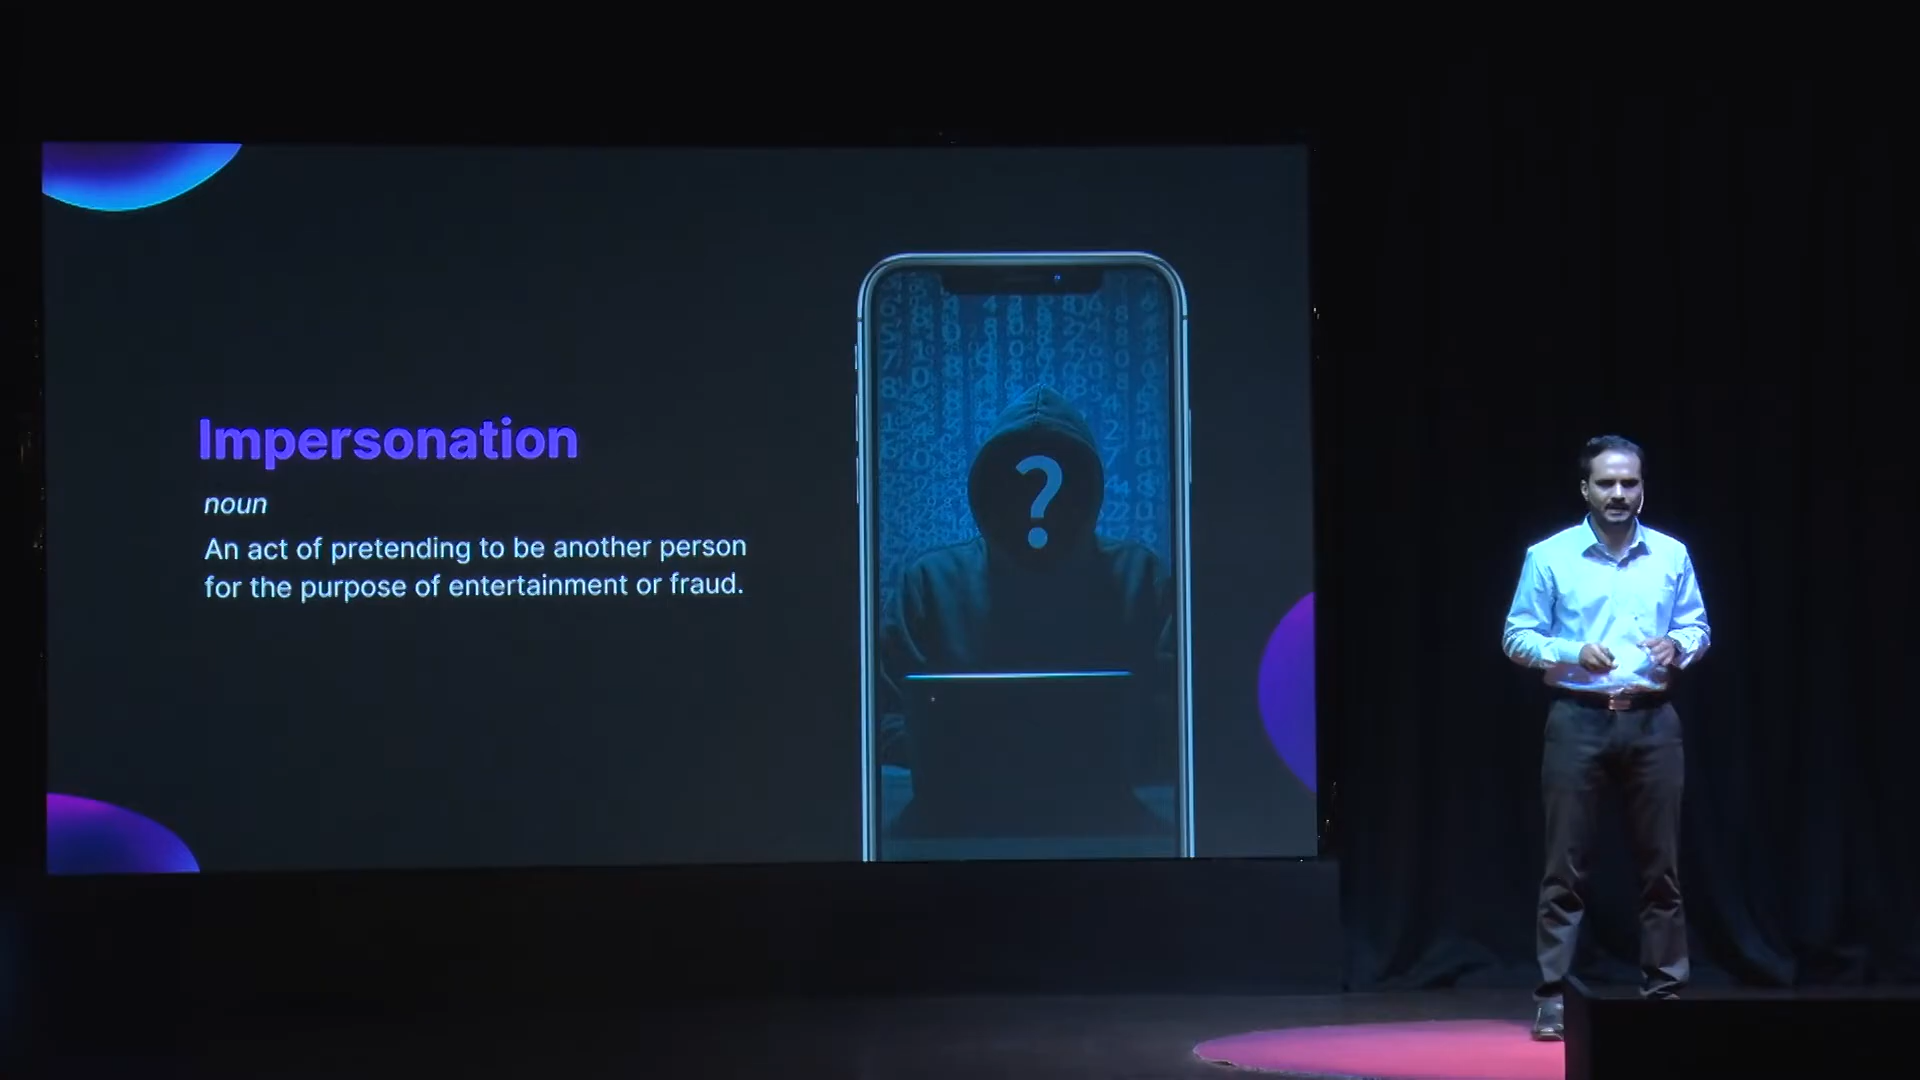 Impersonation
noun
An act of pretending to be another person
for the purpose of entertainment or fraud.
?